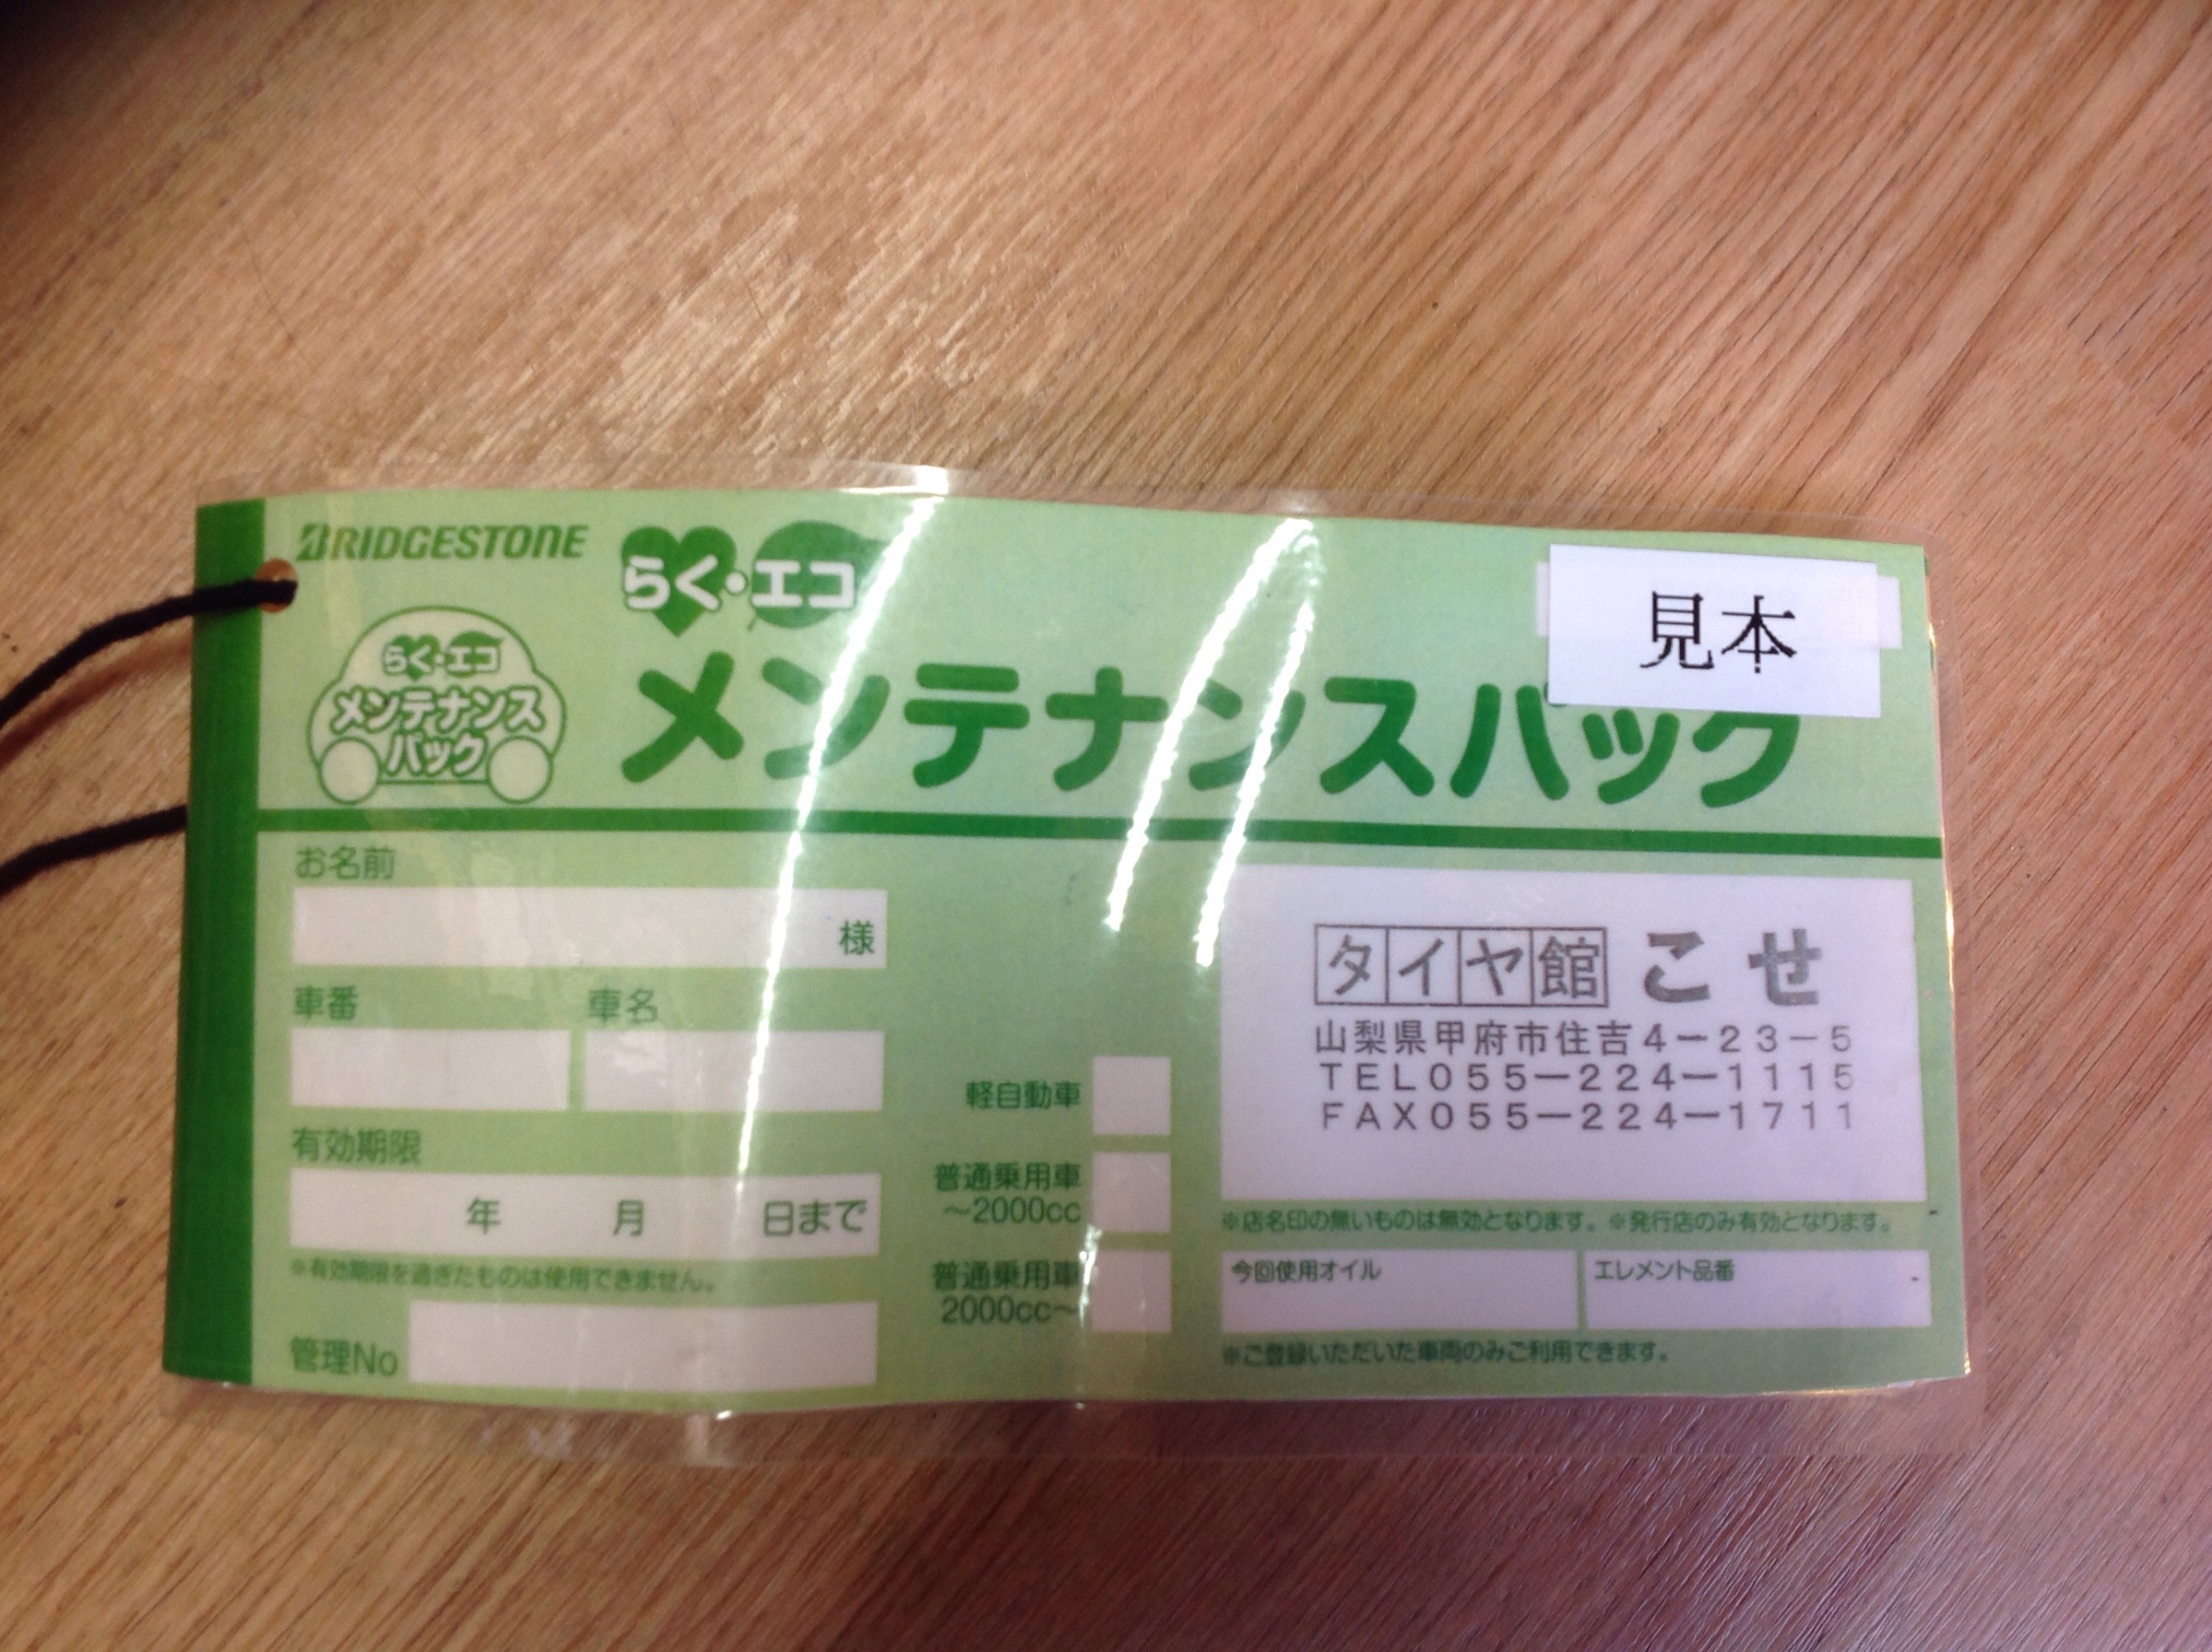 BRIDGESTONE
らく・エコ
メンテナンスパック
見本
らく・エコ
メンテナンス
パック
お名前
様
車番 車名
有効期限
年 月 日まで
※有効期限を過ぎたものは使用できません。
管理No
軽自動車
普通乗用車
～2000cc
普通乗用車
2000cc～
タイヤ館 こせ
山梨県甲府市住吉4－23－5
TEL055－224－1115
FAX055－224－1711
※店名印の無いものは無効となります。※発行店のみ有効となります。
今回使用オイル エレメント品番
※ご登録いただいた車両のみご利用できます。